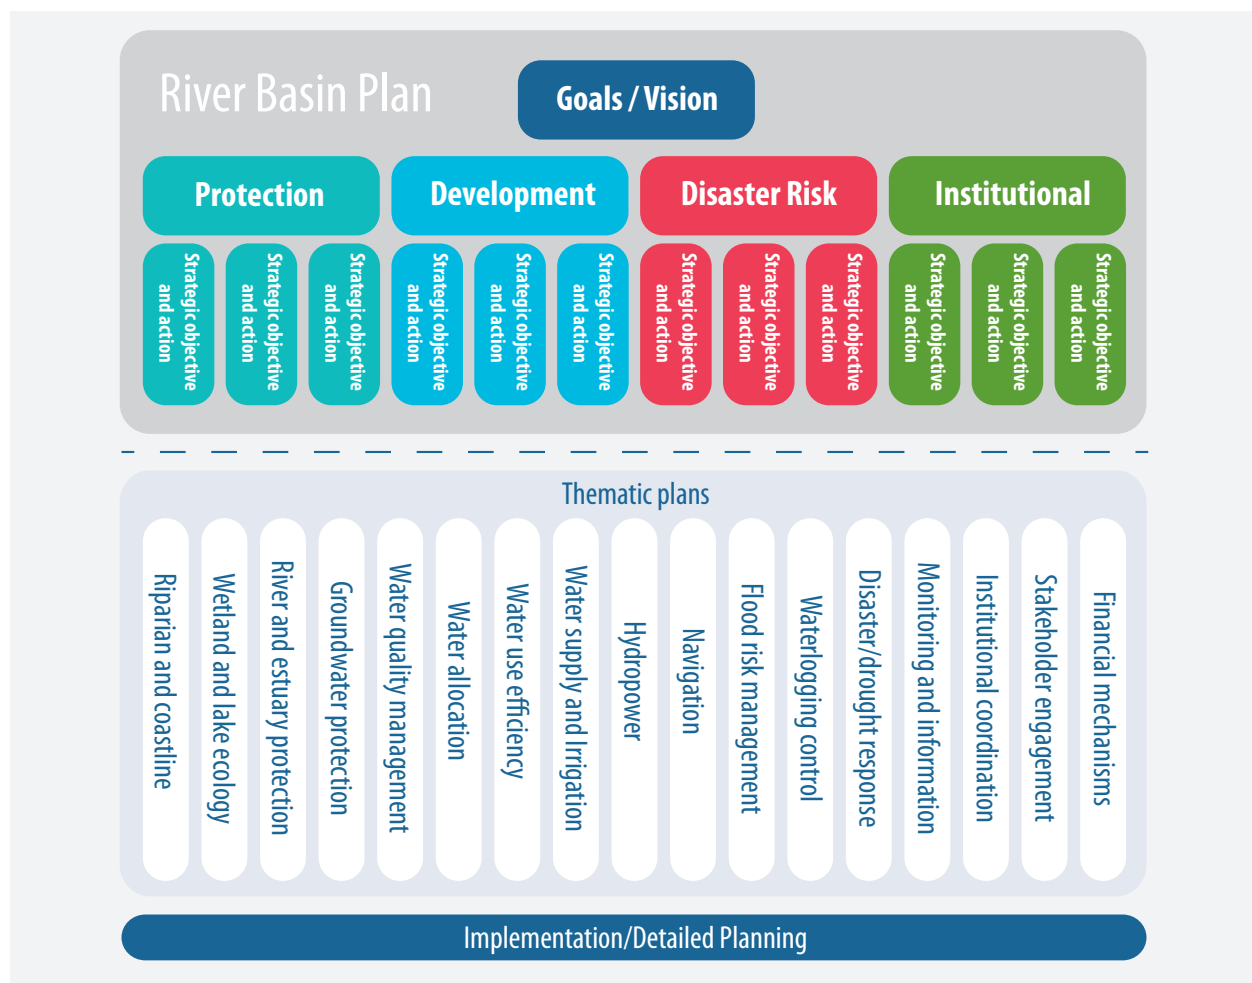 River Basin Plan
Goals / Vision
Protection
Development
Disaster Risk
Institutional
Strategic objective
and action
Strategic objective
and action
Strategic objective
and action
Strategic objective
and action
Strategic objective
and action
Strategic objective
and action
Strategic objective
and action
Strategic objective
and action
Strategic objective
and action
Strategic objective
and action
Strategic objective
and action
Strategic objective
and action
Thematic plans
Riparian and coastline
Wetland and lake ecology
River and estuary protection
Groundwater protection
Water quality management
Water allocation
Water use efficiency
Water supply and Irrigation
Hydropower
Navigation
Flood risk management
Waterlogging control
Disaster/drought response
Monitoring and information
Institutional coordination
Stakeholder engagement
Financial mechanisms
Implementation/Detailed Planning